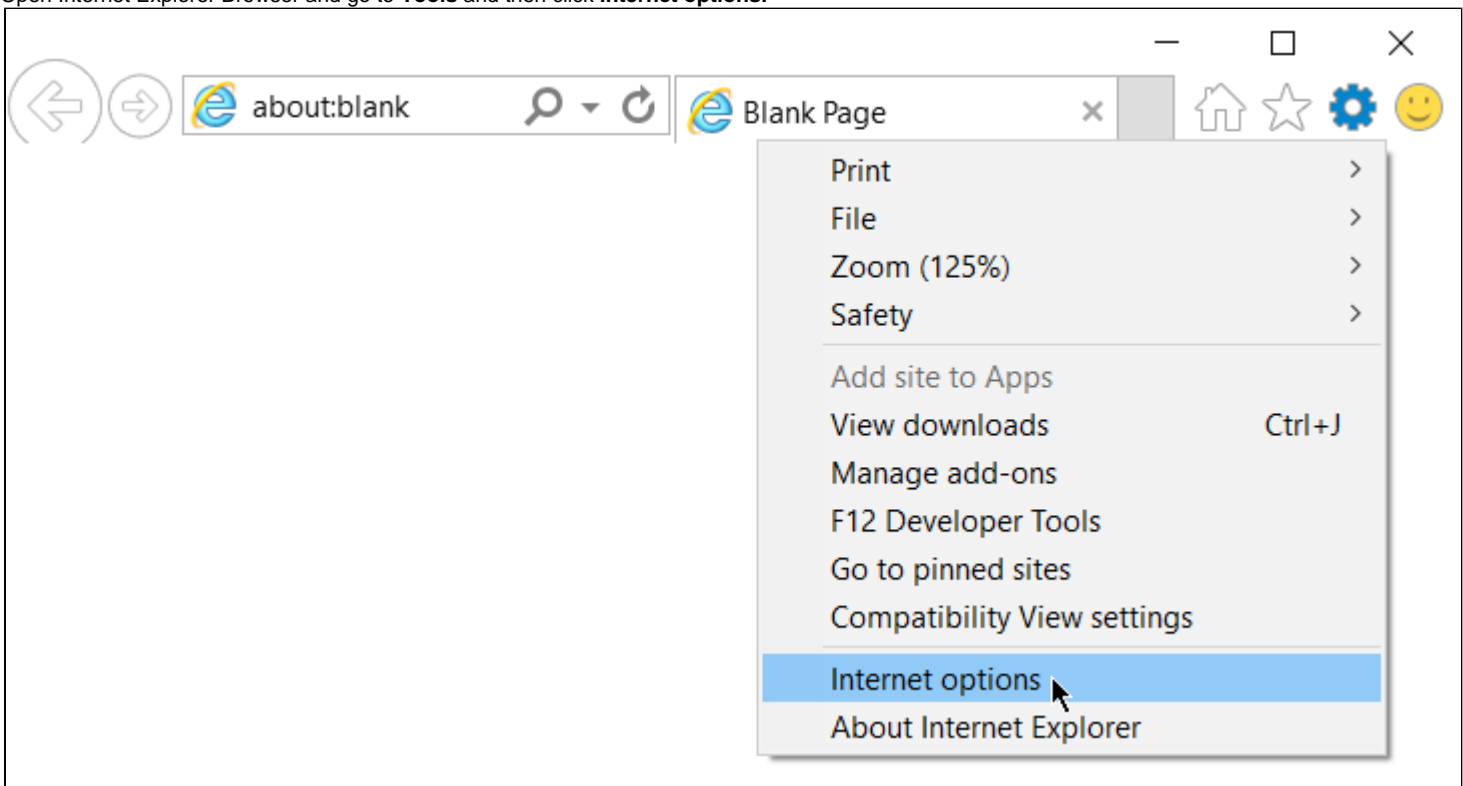 Open Internet Explorer Browser and go to Tools and then click Internet options.
about:blank
Blank Page
Print
File
Zoom (125%)
Safety
Add site to Apps
View downloads Ctrl+J
Manage add-ons
F12 Developer Tools
Go to pinned sites
Compatibility View settings
Internet options
About Internet Explorer